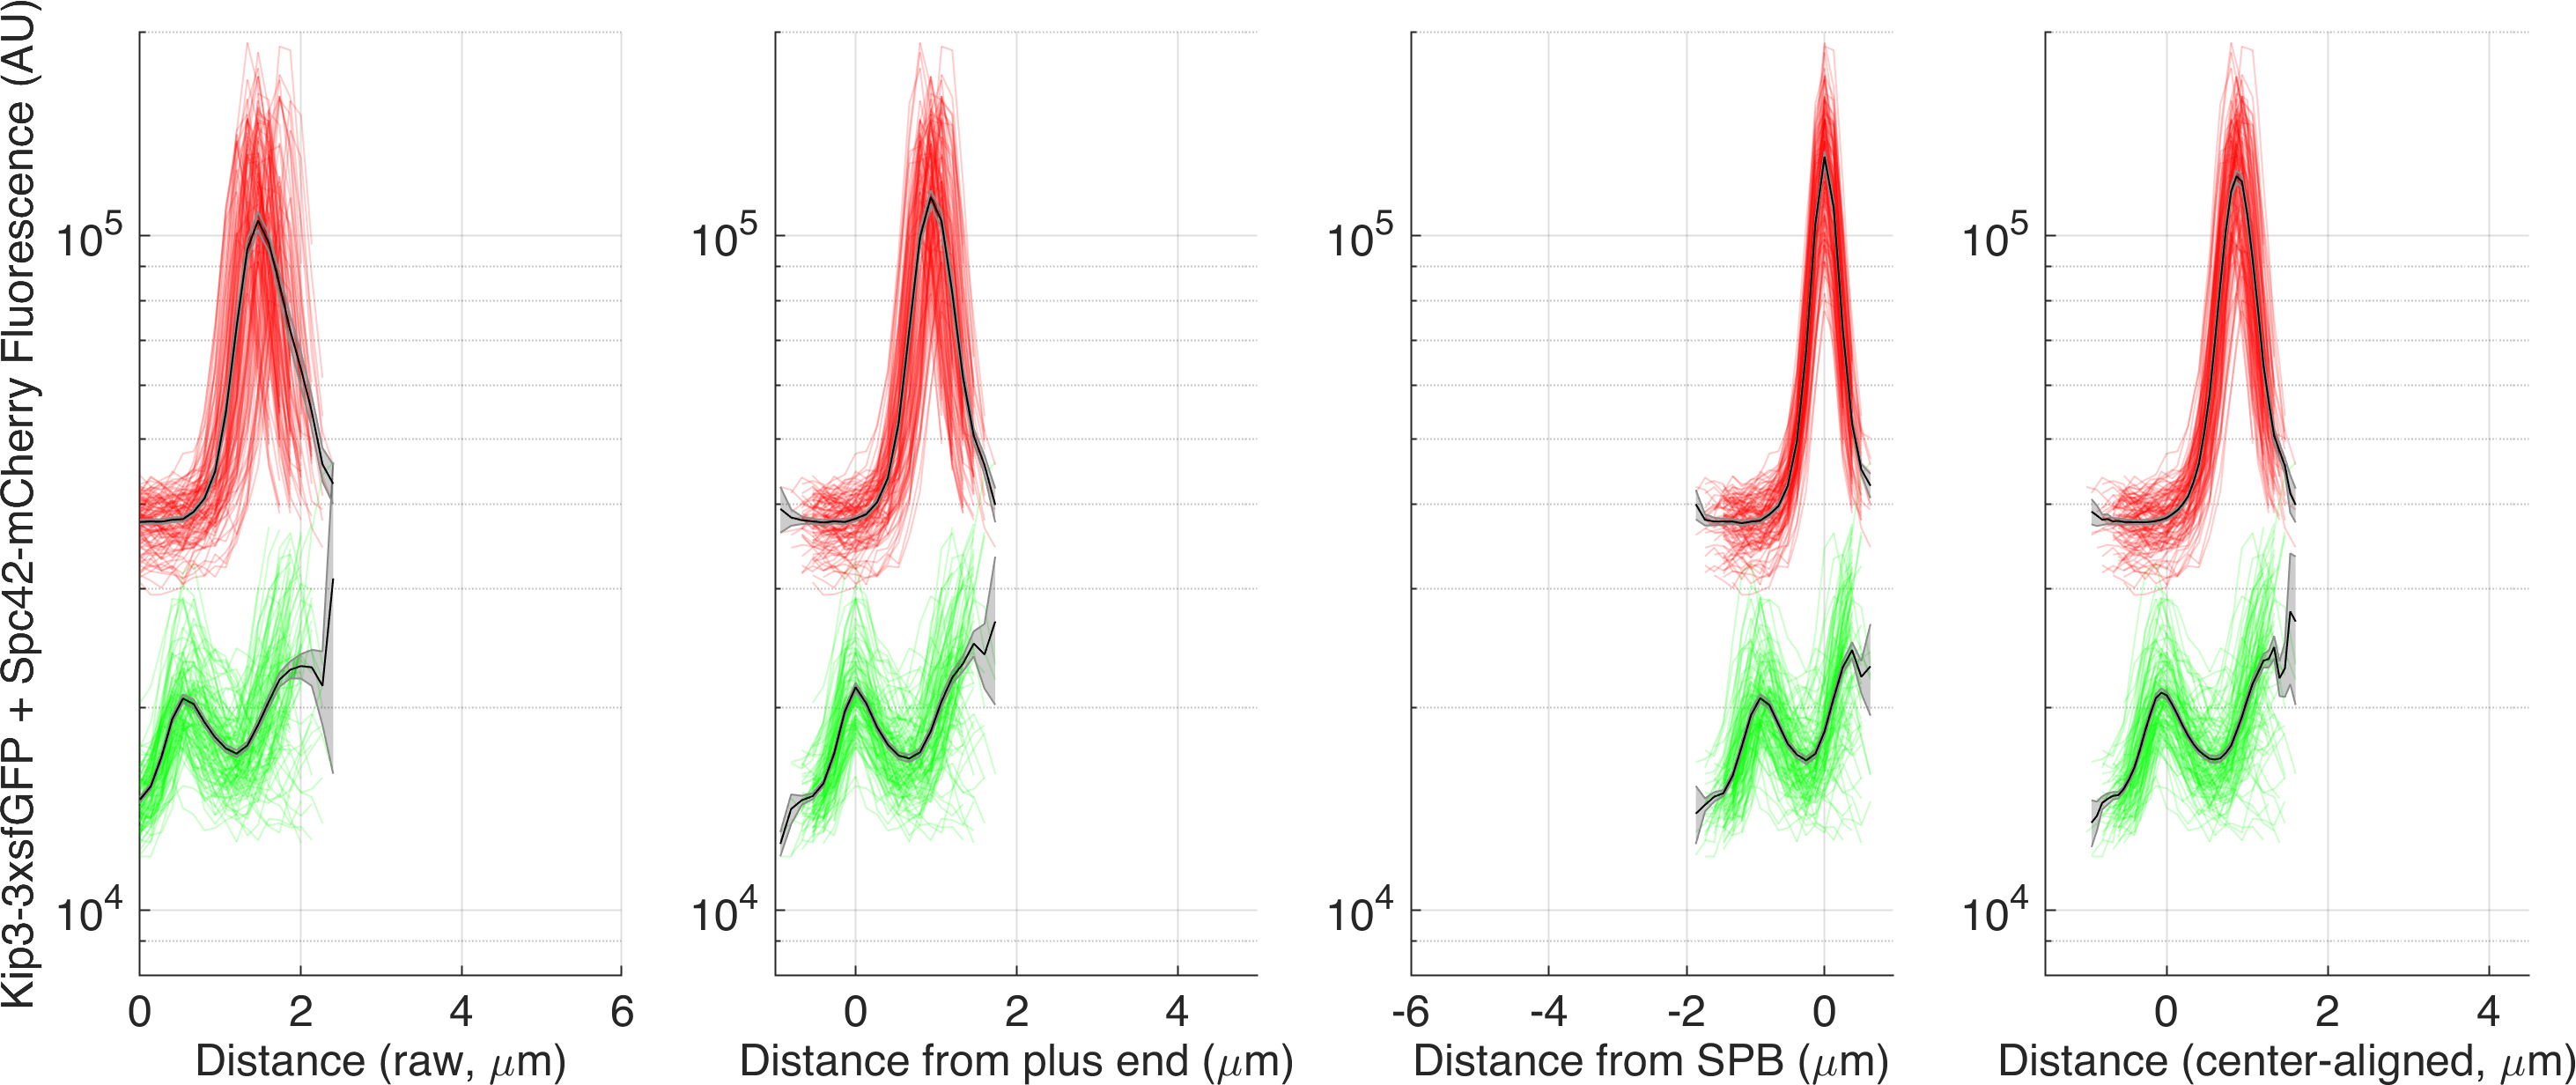 Kip3-3xsfGFP + Spc42-mCherry Fluorescence (AU)
10^5
10^4
0 2 4 6
Distance (raw, μm)
10^5
10^4
0 2 4
Distance from plus end (μm)
10^5
10^4
-6 -4 -2 0
Distance from SPB (μm)
10^5
10^4
0 2 4
Distance (center-aligned, μm)